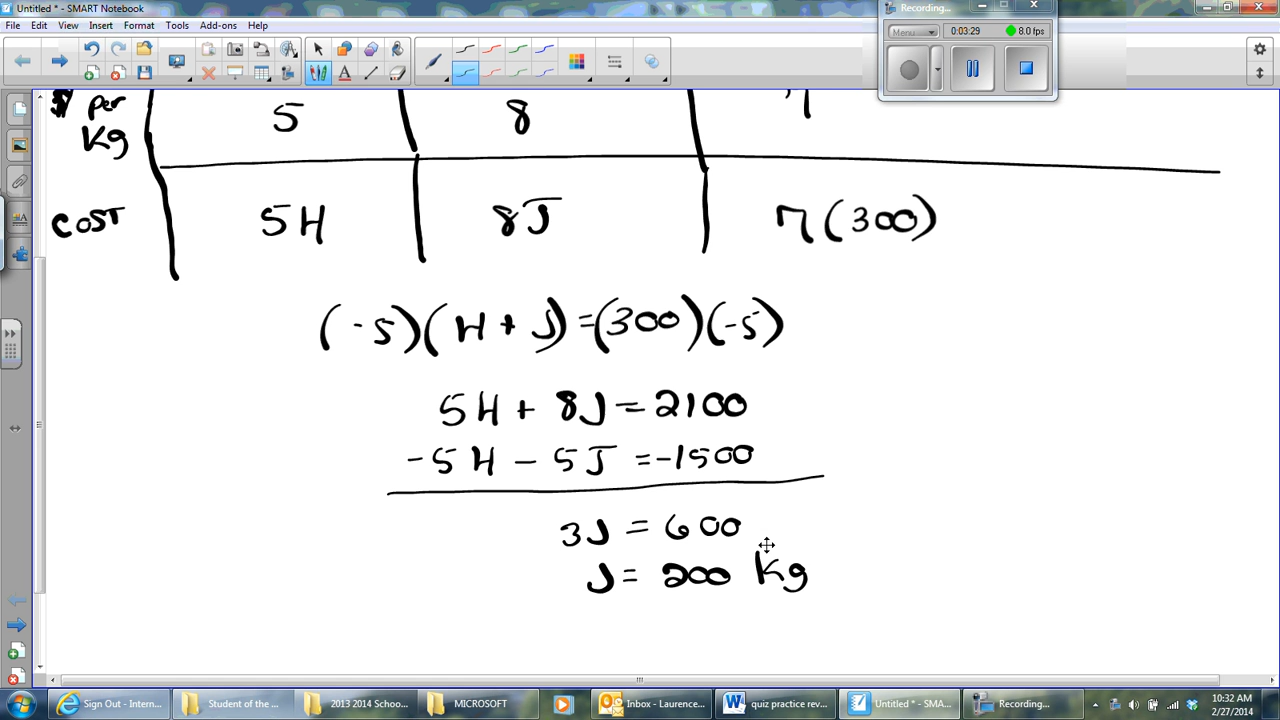 Untitled * - SMART Notebook
Recording...
File Edit View Insert Format Tools Add-ons Help
Menu 0:03:29 8.0 fps
$ per Kg 5 8 7
COST 5H 8J 7(300)
(-5)(H + J)=(300)(-5)
5H + 8J = 2100
-5H - 5J =-1500
3J = 600
J = 200 Kg
Sign Out - Intern... Student of the ... 2013 2014 Schoo... MICROSOFT Inbox - Laurence... quiz practice rev... Untitled * - SMA... Recording... 10:32 AM
2/27/2014